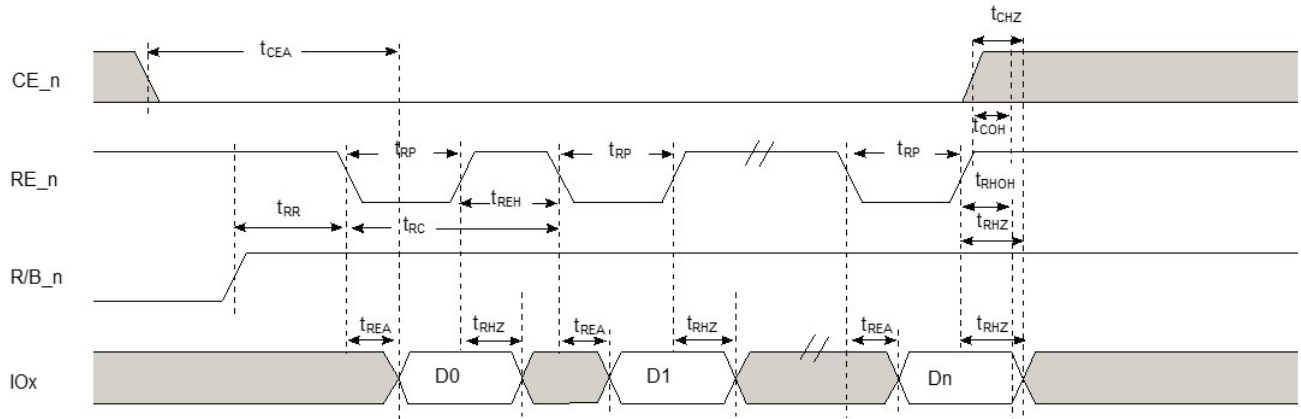 tCHZ
tCEA
CE_n
tCOH
tRP tRP tRP
RE_n
tREH tRHOH
tRR tRC tRHZ
R/B_n
tREA tRHZ tREA tRHZ tREA tRHZ
IOx D0 D1 Dn